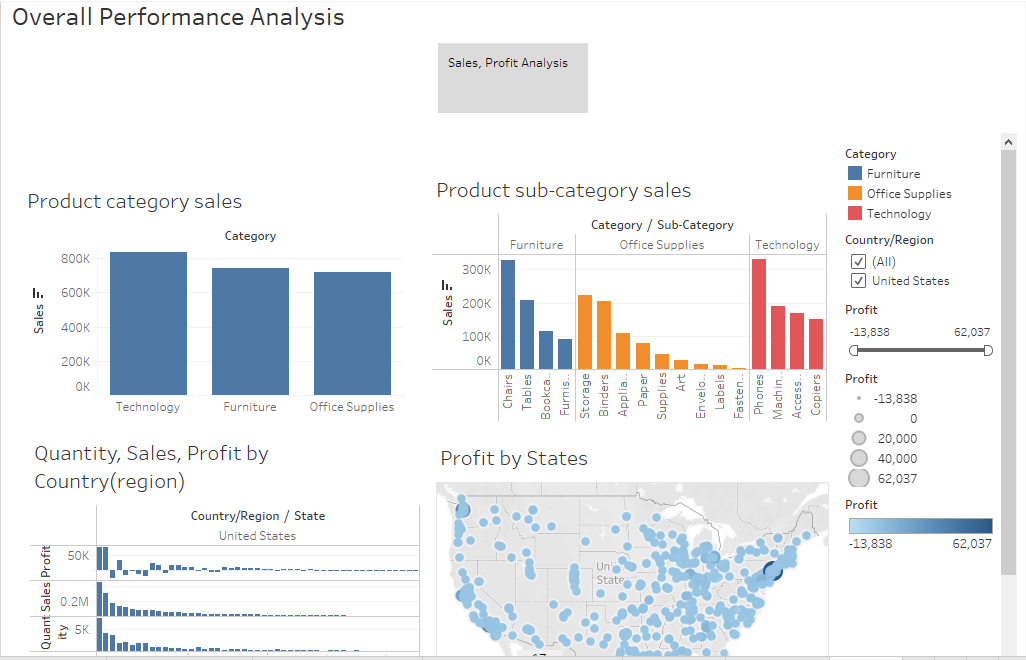 Overall Performance Analysis
Sales, Profit Analysis
Product category sales
Category
Sales
800K
600K
400K
200K
0K
Technology
Furniture
Office Supplies
Product sub-category sales
Category / Sub-Category
Furniture
Office Supplies
Technology
Sales
300K
200K
100K
0K
Chairs
Tables
Bookca..
Furnis..
Storage
Binders
Applia..
Paper
Supplies
Art
Envelo..
Labels
Fasten..
Phones
Machin..
Access..
Copiers
Category
Furniture
Office Supplies
Technology
Country/Region
(All)
United States
Profit
-13,838 62,037
Profit
-13,838
0
20,000
40,000
62,037
Profit
-13,838 62,037
Quantity, Sales, Profit by
Country(region)
Country/Region / State
United States
Profit
50K
Sales
0.2M
Quant
ity
5K
Profit by States